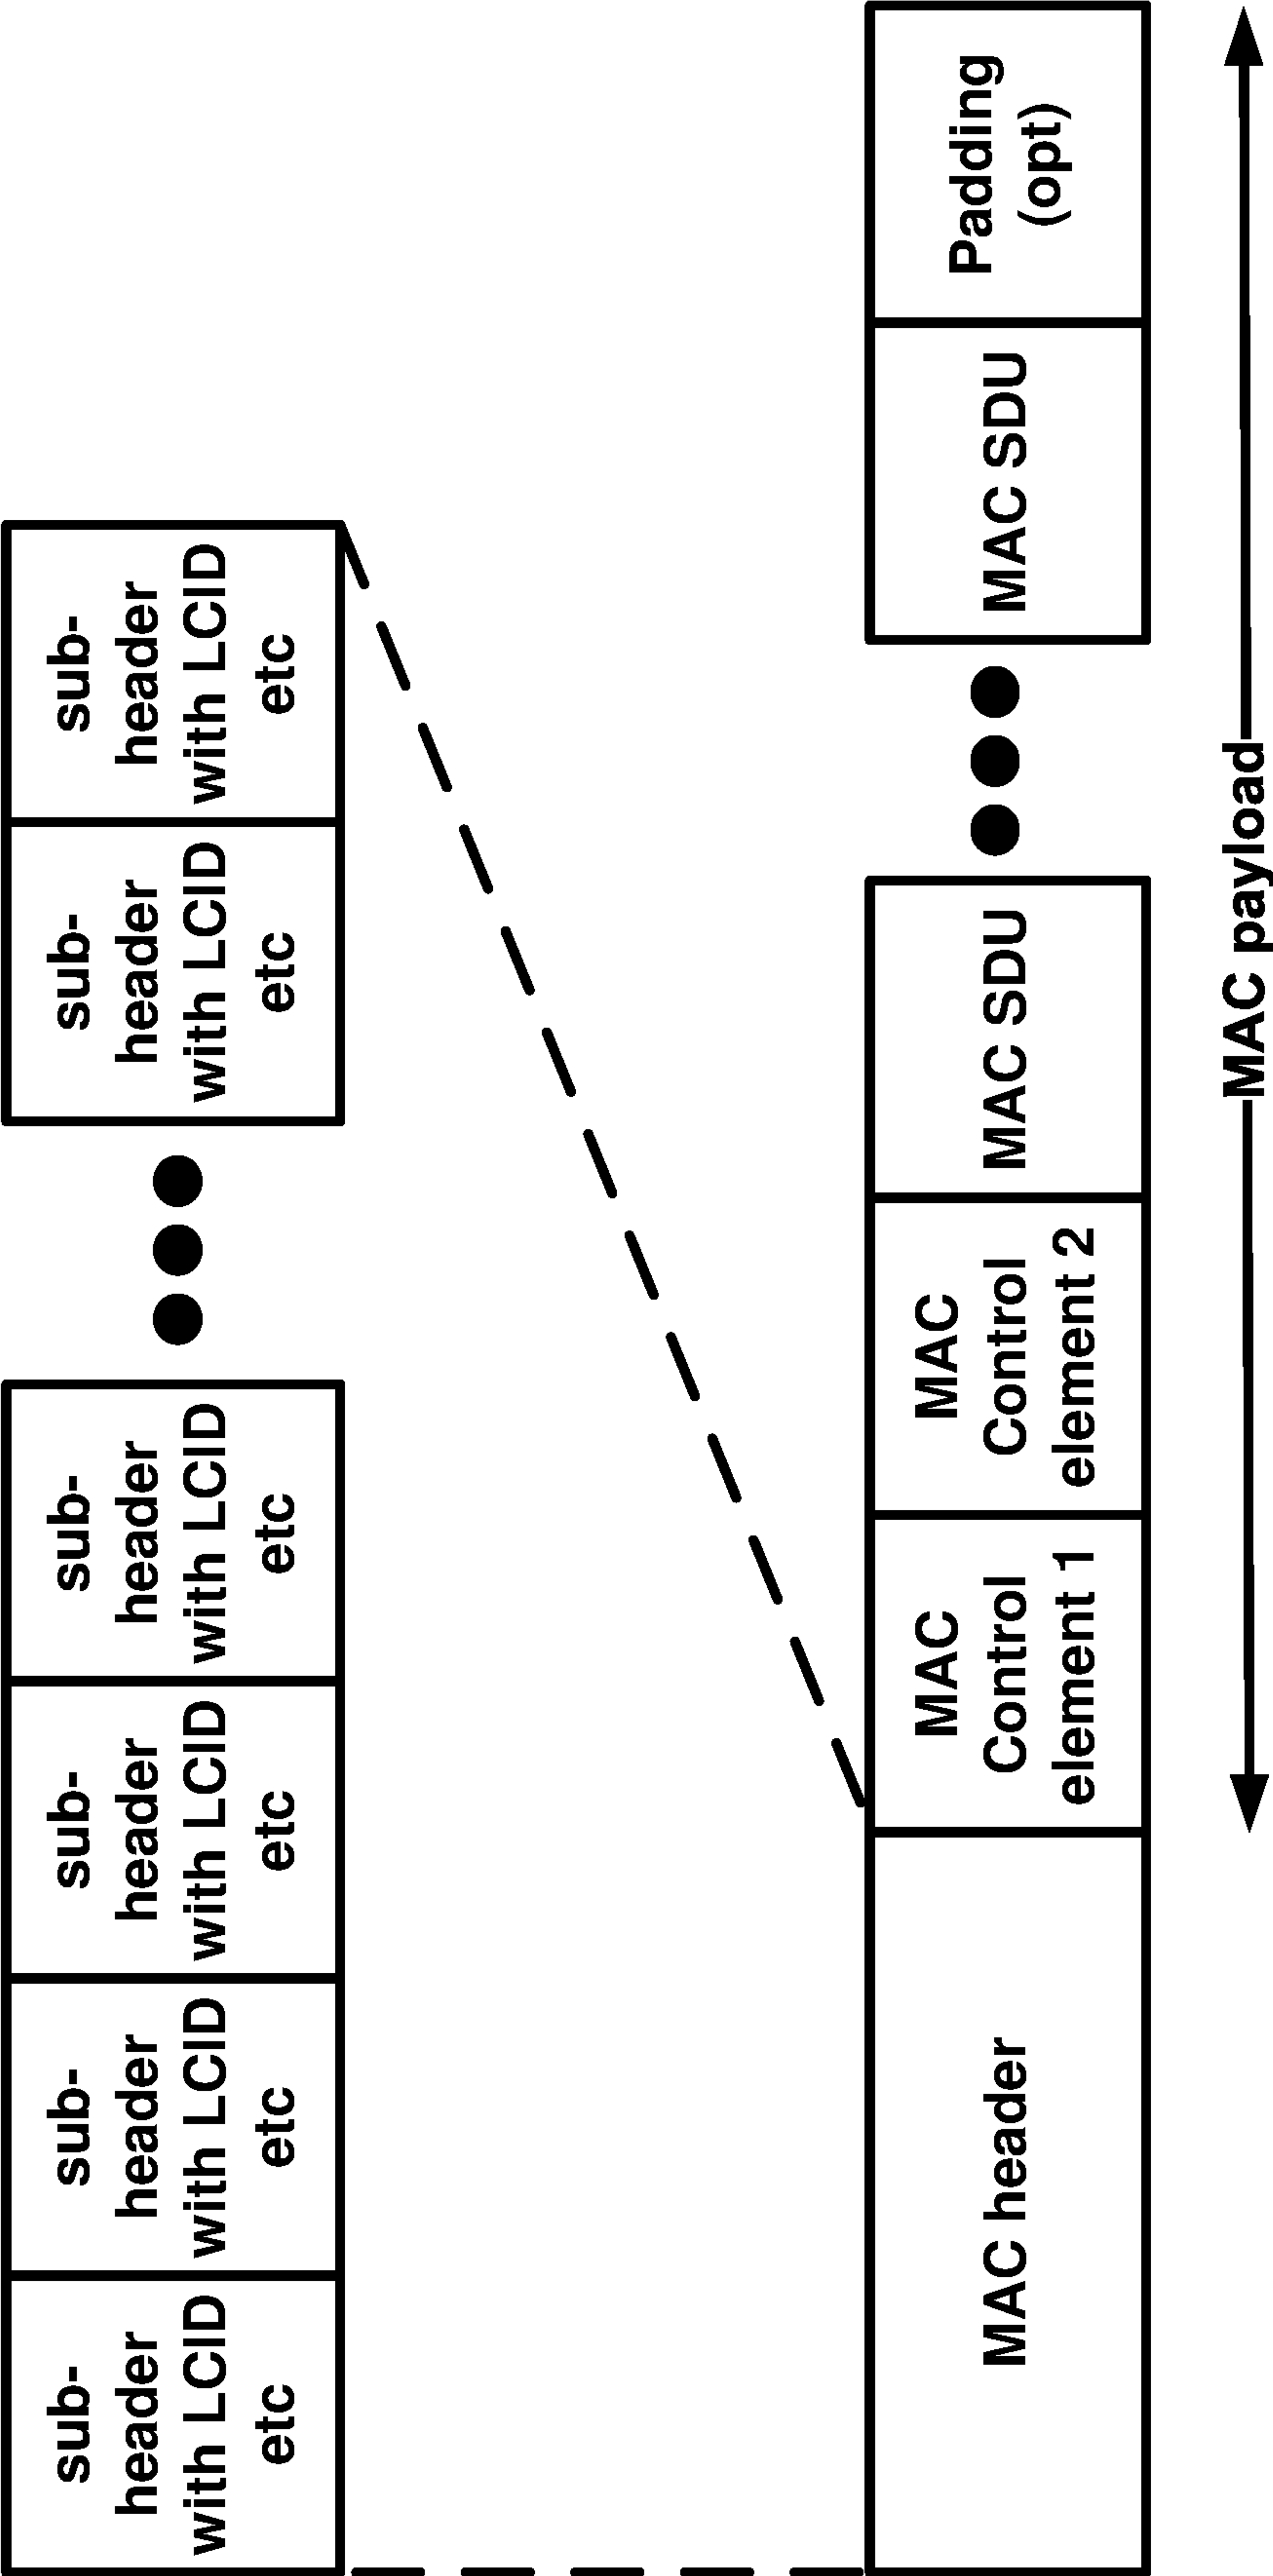 sub-
header
with LCID
etc
sub-
header
with LCID
etc
sub-
header
with LCID
etc
sub-
header
with LCID
etc
sub-
header
with LCID
etc
sub-
header
with LCID
etc
MAC header
MAC
Control
element 1
MAC
Control
element 2
MAC SDU
MAC SDU
Padding
(opt)
MAC payload